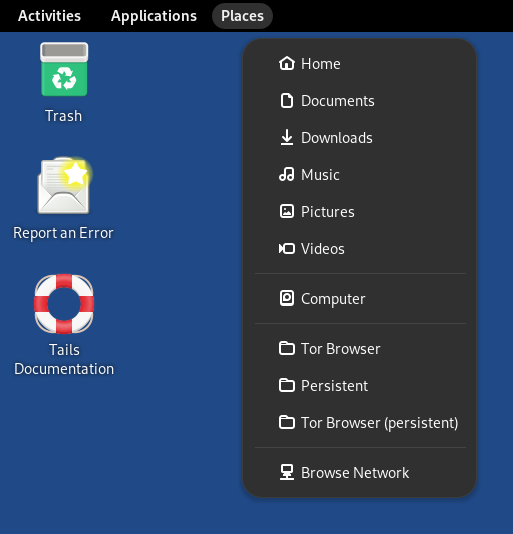 Activities Applications Places
Trash
Report an Error
Tails
Documentation
Home
Documents
Downloads
Music
Pictures
Videos
Computer
Tor Browser
Persistent
Tor Browser (persistent)
Browse Network